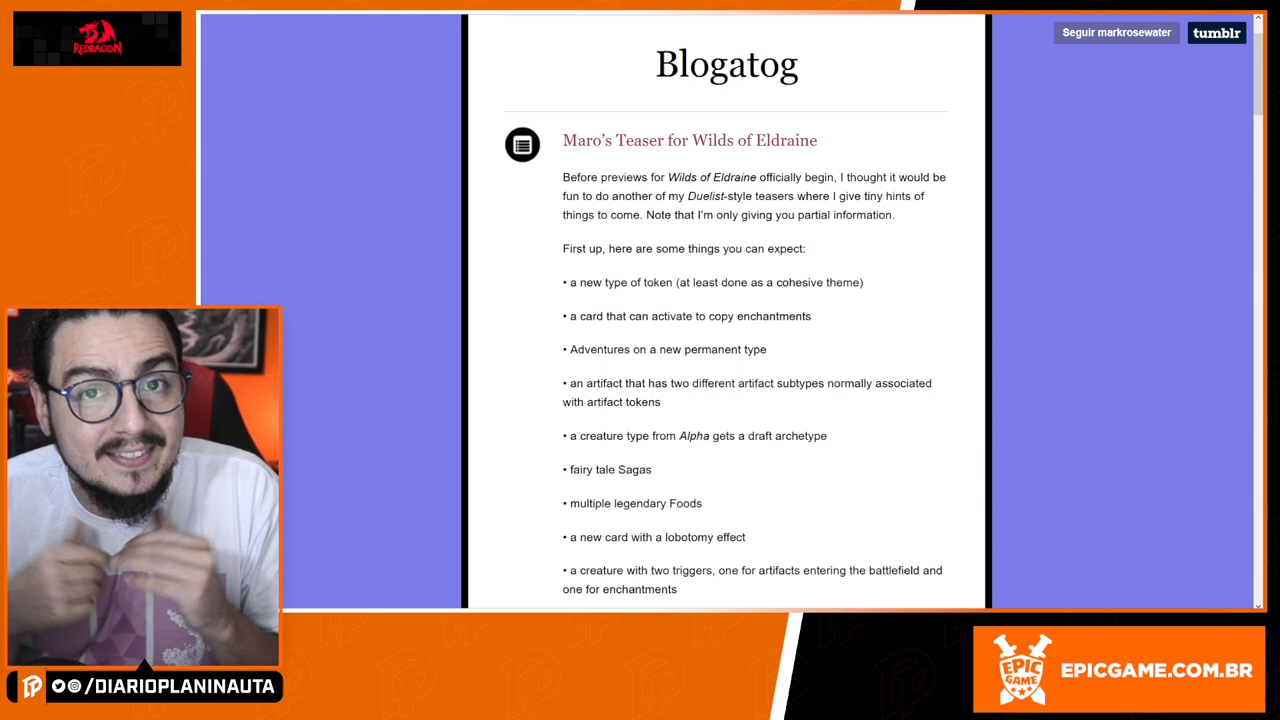 REDRAGON
Seguir markrosewater
tumblr
Blogatog
Maro’s Teaser for Wilds of Eldraine
Before previews for Wilds of Eldraine officially begin, I thought it would be
fun to do another of my Duelist-style teasers where I give tiny hints of
things to come. Note that I’m only giving you partial information.
First up, here are some things you can expect:
• a new type of token (at least done as a cohesive theme)
• a card that can activate to copy enchantments
• Adventures on a new permanent type
• an artifact that has two different artifact subtypes normally associated
with artifact tokens
• a creature type from Alpha gets a draft archetype
• fairy tale Sagas
• multiple legendary Foods
• a new card with a lobotomy effect
• a creature with two triggers, one for artifacts entering the battlefield and
one for enchantments
/DIARIOPLANINAUTA
EPIC
GAME
EPICGAME.COM.BR